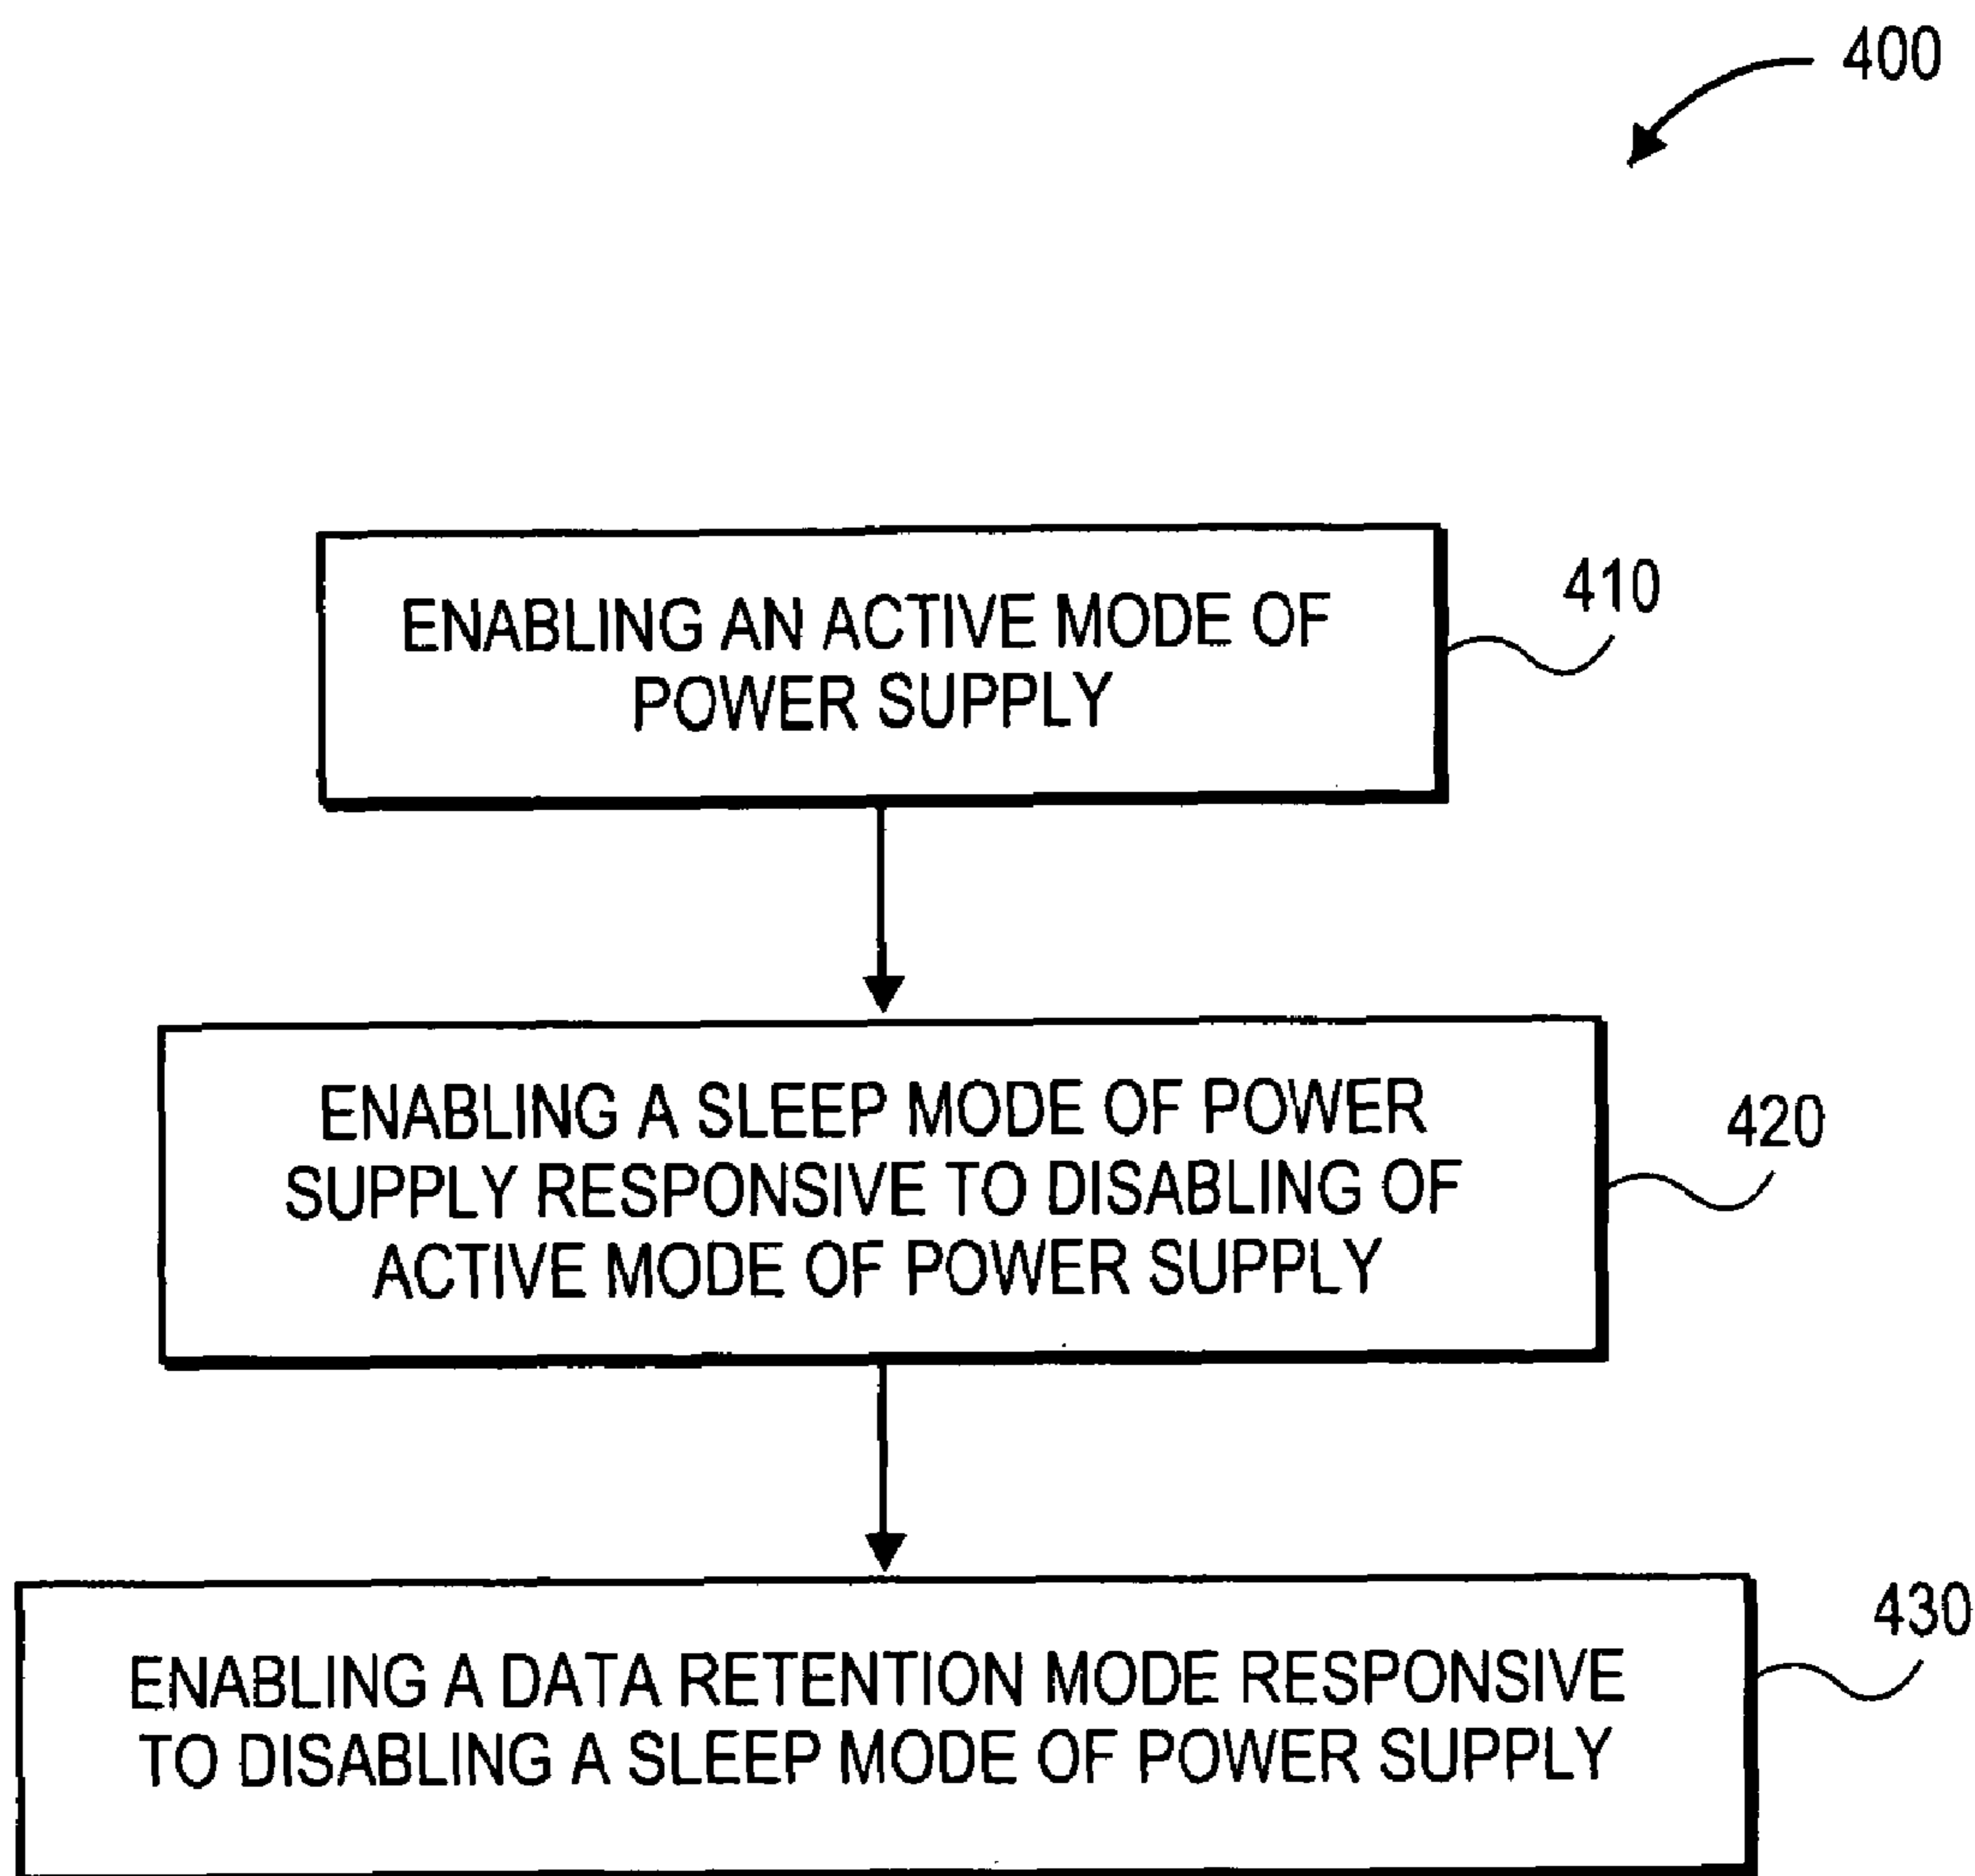 400
410
ENABLING AN ACTIVE MODE OF
POWER SUPPLY
420
ENABLING A SLEEP MODE OF POWER
SUPPLY RESPONSIVE TO DISABLING OF
ACTIVE MODE OF POWER SUPPLY
430
ENABLING A DATA RETENTION MODE RESPONSIVE
TO DISABLING A SLEEP MODE OF POWER SUPPLY